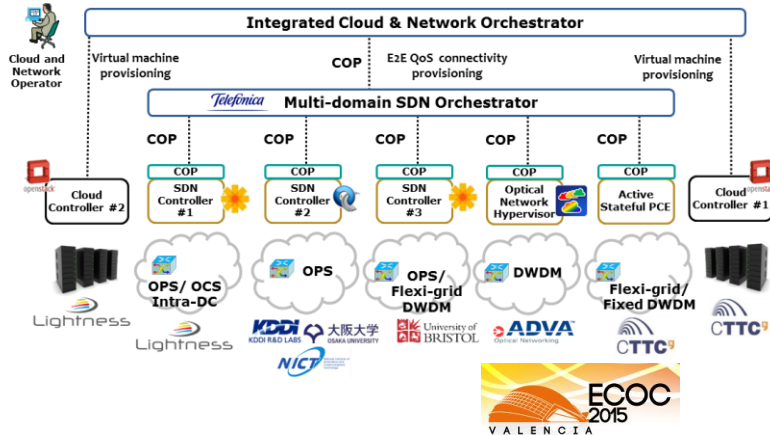 Integrated Cloud & Network Orchestrator
Cloud and
Network
Operator
Virtual machine
provisioning
COP
E2E QoS connectivity
provisioning
Virtual machine
provisioning
Telefónica
Multi-domain SDN Orchestrator
COP
COP
COP
COP
COP
COP
COP
COP
COP
COP
openstack
Cloud
Controller #2
SDN
Controller
#1
SDN
Controller
#2
SDN
Controller
#3
Optical
Network
Hypervisor
Active
Stateful PCE
Cloud
Controller #1
openstack
OPS/ OCS
Intra-DC
OPS
OPS/
Flexi-grid
DWDM
DWDM
Flexi-grid/
Fixed DWDM
Lightness
Lightness
KDDI
KDDI R&D LABS
大阪大学
OSAKA UNIVERSITY
NICT
University of
BRISTOL
ADVA
Optical Networking
CTTC9
CTTC9
ECOC
2015
VALENCIA